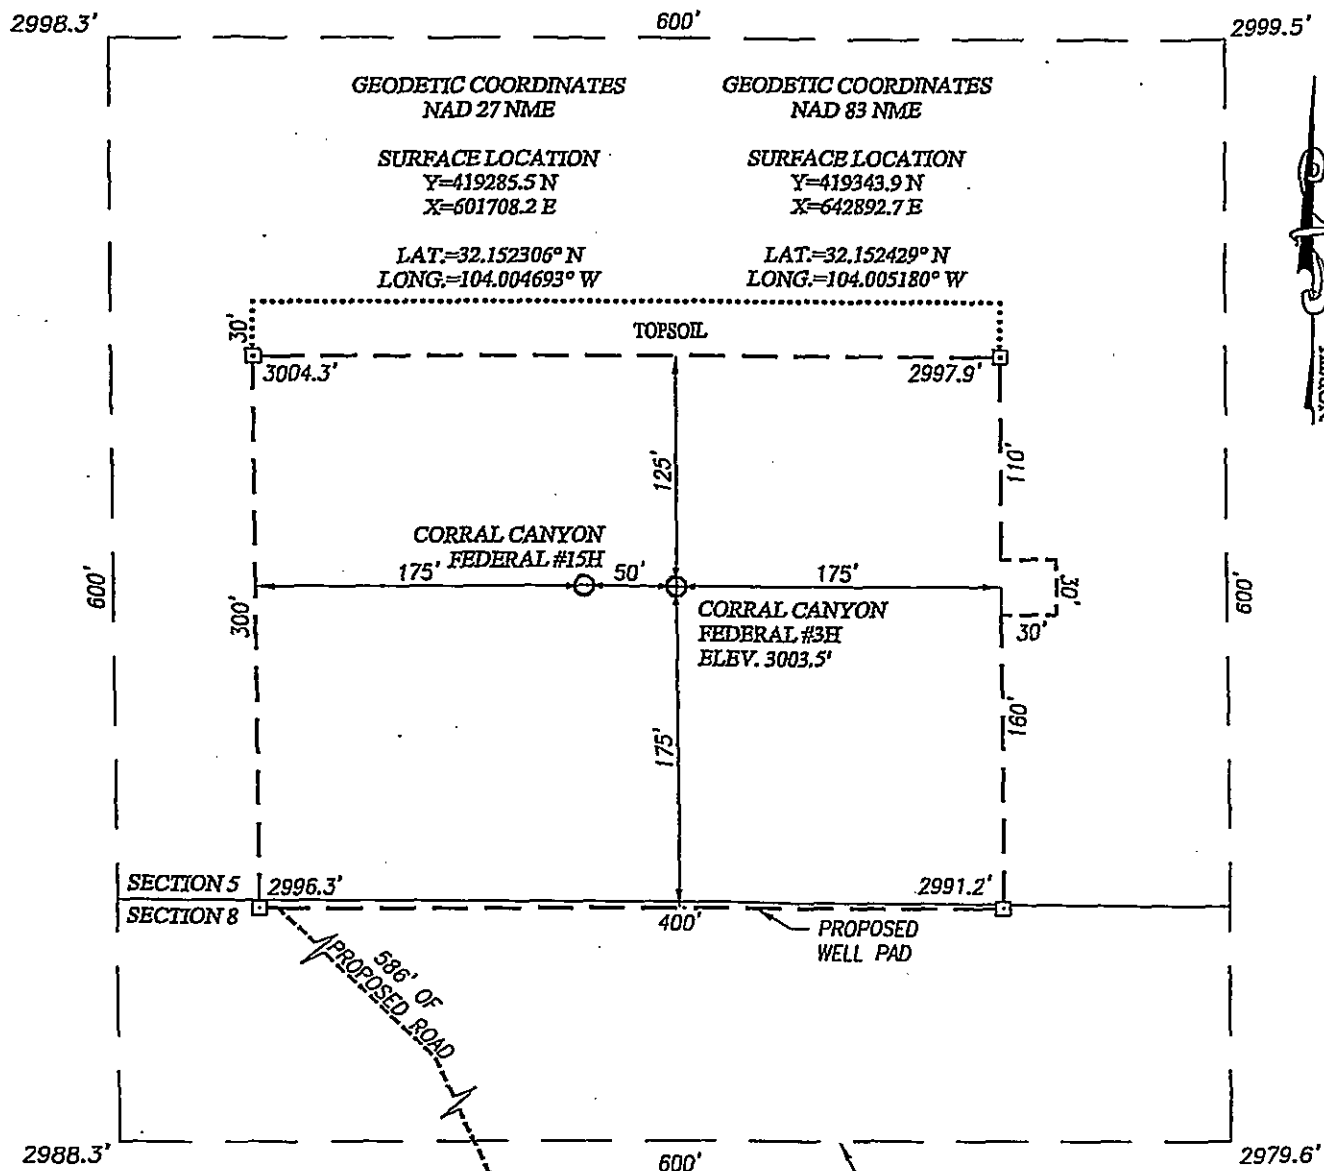 2998.3'
600'
2999.5'
GEODETIC COORDINATES
NAD 27 NME
SURFACE LOCATION
Y=419285.5 N
X=601708.2 E
LAT.=32.152306° N
LONG.=104.004693° W
GEODETIC COORDINATES
NAD 83 NME
SURFACE LOCATION
Y=419343.9 N
X=642892.7 E
LAT.=32.152429° N
LONG.=104.005180° W
NORTH
30'
TOPSOIL
3004.3'
2997.9'
125'
110'
CORRAL CANYON
FEDERAL #15H
175'
50'
175'
30'
30'
600'
300'
600'
CORRAL CANYON
FEDERAL #3H
ELEV. 3003.5'
175'
160'
SECTION 5
2996.3'
2991.2'
SECTION 8
400'
PROPOSED
WELL PAD
586' OF
PROPOSED ROAD
2988.3'
600'
2979.6'